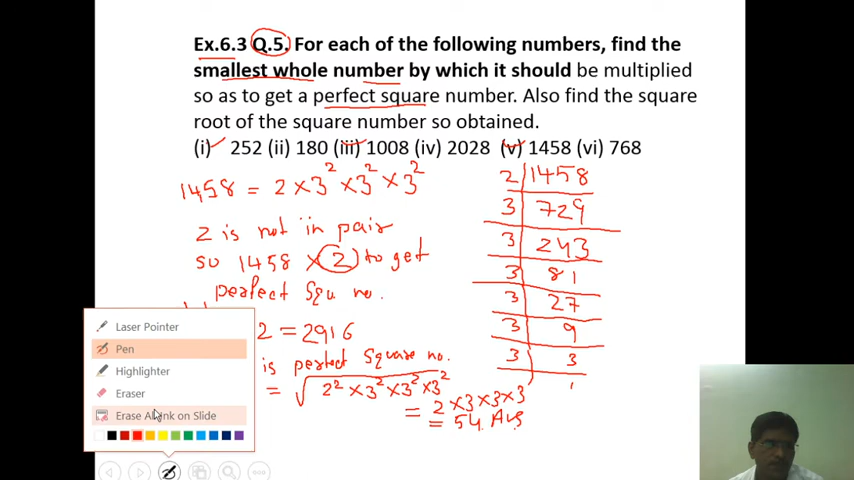 Ex.6.3 Q.5. For each of the following numbers, find the
smallest whole number by which it should be multiplied
so as to get a perfect square number. Also find the square
root of the square number so obtained.
(i) 252 (ii) 180 (iii) 1008 (iv) 2028 (v) 1458 (vi) 768
1458 = 2 × 3² × 3² × 3²
2 is not in pair
so 1458 × 2 to get
perfect Squ no.
2 = 2916
is perfect Square no.
= √2² × 3² × 3² × 3²
= 2 × 3 × 3 × 3
= 54 Ans
2 | 1458
3 | 729
3 | 243
3 | 81
3 | 27
3 | 9
3 | 3
1
Laser Pointer
Pen
Highlighter
Eraser
Erase All Ink on Slide